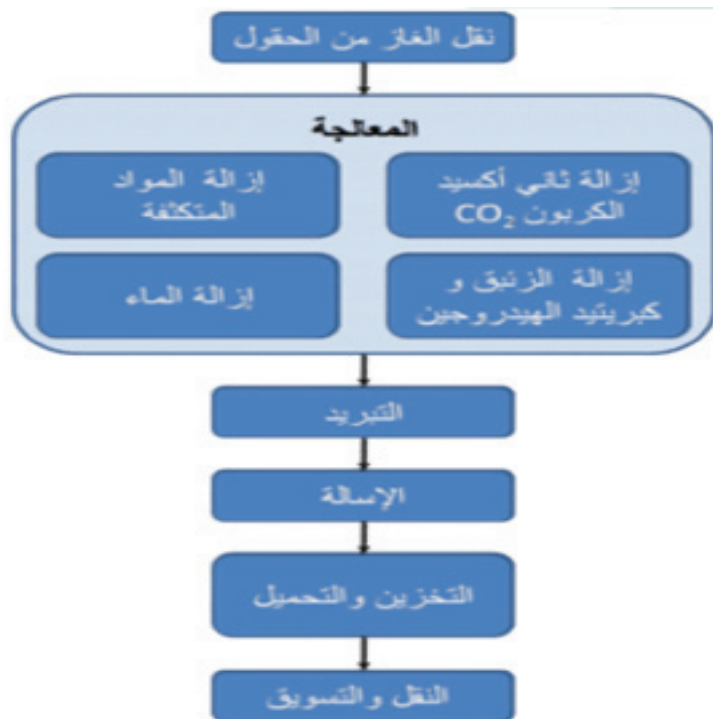 نقل الغاز من الحقول
المعالجة
إزالة ثاني أكسيد
الكربون CO₂
إزالة المواد
المتكثفة
إزالة الزئبق و
كبريتيد الهيدروجين
إزالة الماء
التبريد
الإسالة
التخزين والتحميل
النقل والتسويق